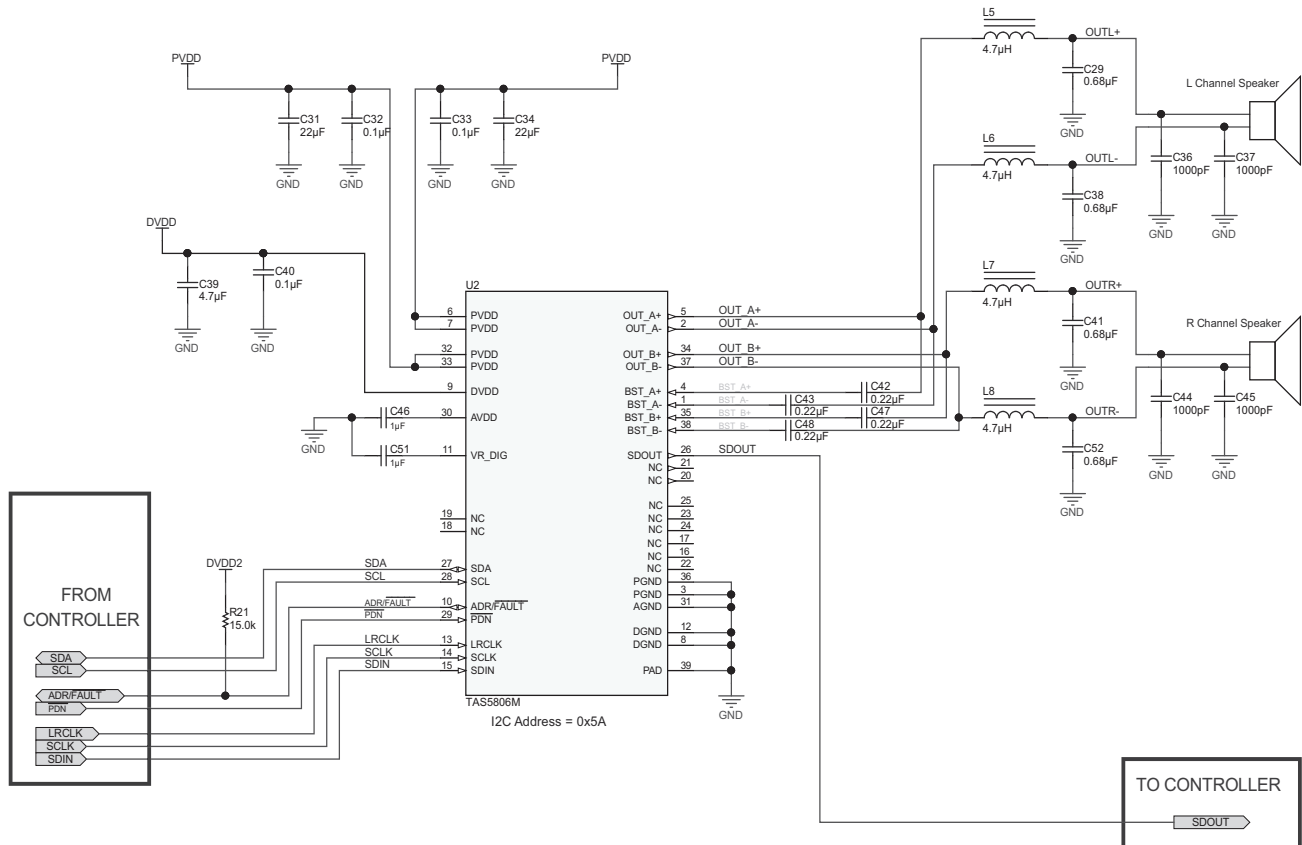 L5
4.7µH
OUTL+
C29
0.68µF
GND
L Channel Speaker
PVDD
PVDD
C31
22µF
C32
0.1µF
C33
0.1µF
C34
22µF
GND
GND
GND
GND
L6
4.7µH
OUTL-
C36
1000pF
C37
1000pF
C38
0.68µF
GND
GND
GND
DVDD
C39
4.7µF
C40
0.1µF
GND
GND
L7
4.7µH
OUTR+
C41
0.68µF
GND
R Channel Speaker
U2
6 PVDD
7 PVDD
32 PVDD
33 PVDD
9 DVDD
30 AVDD
11 VR_DIG
19 NC
18 NC
27 SDA
28 SCL
10 ADR/FAULT
29 PDN
13 LRCLK
14 SCLK
15 SDIN
OUT_A+ 5 OUT_A+
OUT_A- 2 OUT_A-
OUT_B+ 34 OUT_B+
OUT_B- 37 OUT_B-
BST_A+ 4 BST_A+
BST_A- 1 BST_A-
BST_B+ 35 BST_B+
BST_B- 38 BST_B-
SDOUT 26 SDOUT
NC 21
NC 20
NC 25
NC 23
NC 24
NC 17
NC 16
NC 22
PGND 36
PGND 3
AGND 31
DGND 12
DGND 8
PAD 39
GND
TAS5806M
I2C Address = 0x5A
C42
0.22µF
C43
0.22µF
C47
0.22µF
C48
0.22µF
L8
4.7µH
OUTR-
C44
1000pF
C45
1000pF
C52
0.68µF
GND
GND
GND
C46
1µF
C51
1µF
GND
DVDD2
R21
15.0k
SDA
SCL
ADR/FAULT
PDN
LRCLK
SCLK
SDIN
FROM
CONTROLLER
SDA
SCL
ADR/FAULT
PDN
LRCLK
SCLK
SDIN
TO CONTROLLER
SDOUT